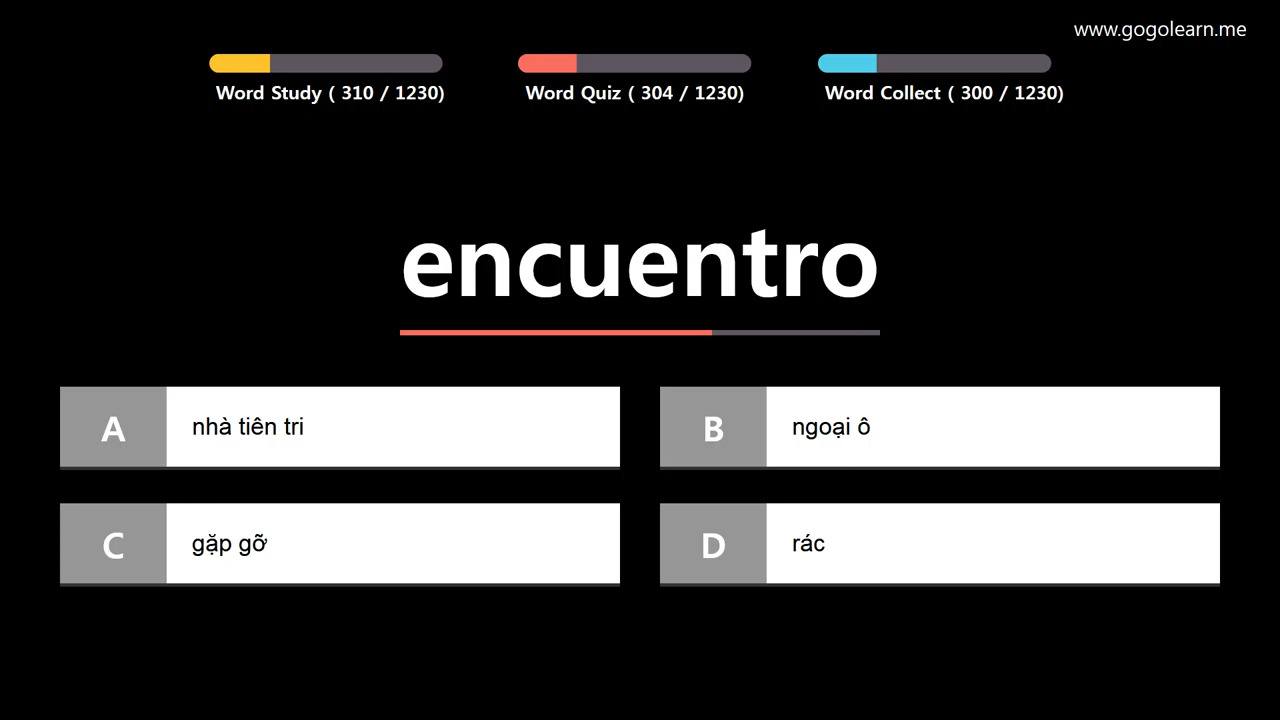 www.gogolearn.me
Word Study ( 310 / 1230)
Word Quiz ( 304 / 1230)
Word Collect ( 300 / 1230)
encuentro
A
nhà tiên tri
B
ngoại ô
C
gặp gỡ
D
rác